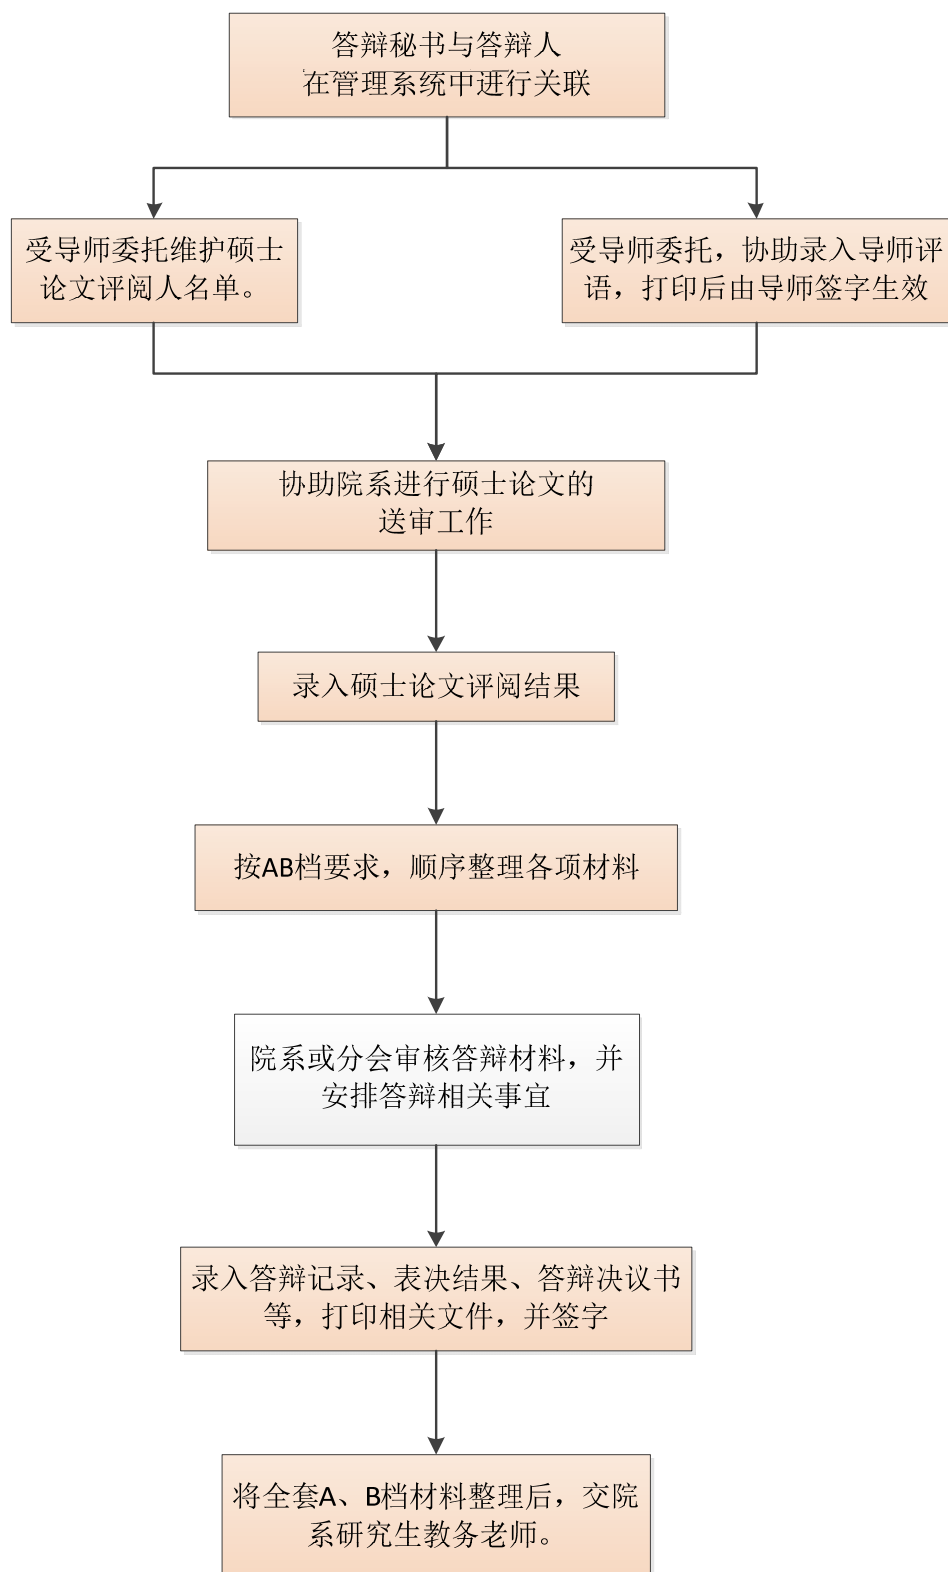 答辩秘书与答辩人
在管理系统中进行关联
受导师委托维护硕士
论文评阅人名单。
受导师委托，协助录入导师评
语，打印后由导师签字生效
协助院系进行硕士论文的
送审工作
录入硕士论文评阅结果
按AB档要求，顺序整理各项材料
院系或分会审核答辩材料，并
安排答辩相关事宜
录入答辩记录、表决结果、答辩决议书
等，打印相关文件，并签字
将全套A、B档材料整理后，交院
系研究生教务老师。